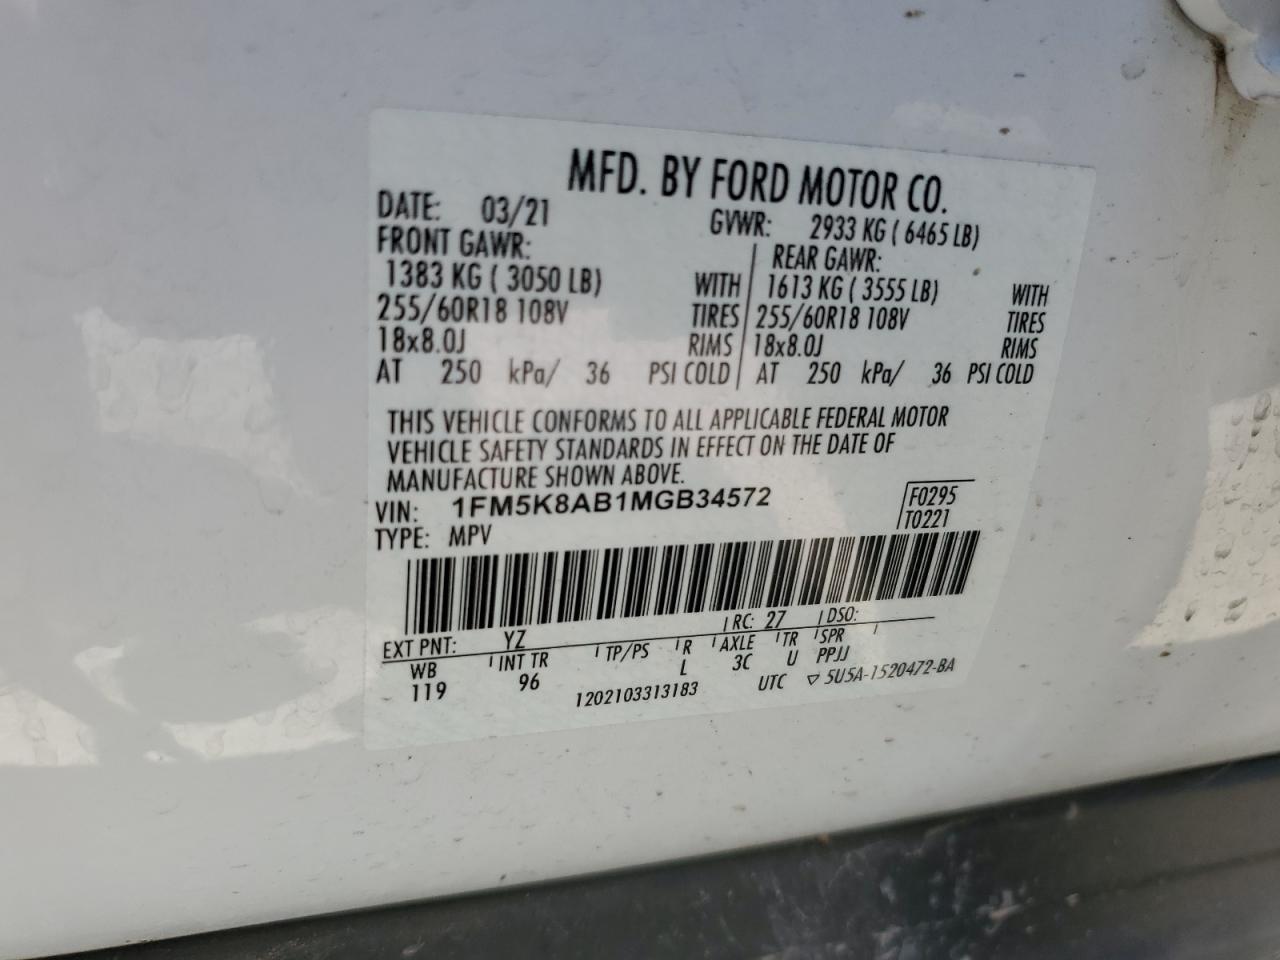 MFD. BY FORD MOTOR CO.
DATE: 03/21 GVWR: 2933 KG ( 6465 LB)
FRONT GAWR: REAR GAWR:
1383 KG ( 3050 LB) WITH 1613 KG ( 3555 LB) WITH
255/60R18 108V TIRES 255/60R18 108V TIRES
18x8.0J RIMS 18x8.0J RIMS
AT 250 kPa/ 36 PSI COLD AT 250 kPa/ 36 PSI COLD
THIS VEHICLE CONFORMS TO ALL APPLICABLE FEDERAL MOTOR
VEHICLE SAFETY STANDARDS IN EFFECT ON THE DATE OF
MANUFACTURE SHOWN ABOVE.
VIN: 1FM5K8AB1MGB34572 F0295
TYPE: MPV T0221
EXT PNT: YZ RC: 27 DSO:
WB INT TR TP/PS R AXLE TR SPR
119 96 L 3C U PPJJ
1202103313183 UTC ▽ 5U5A-1520472-BA